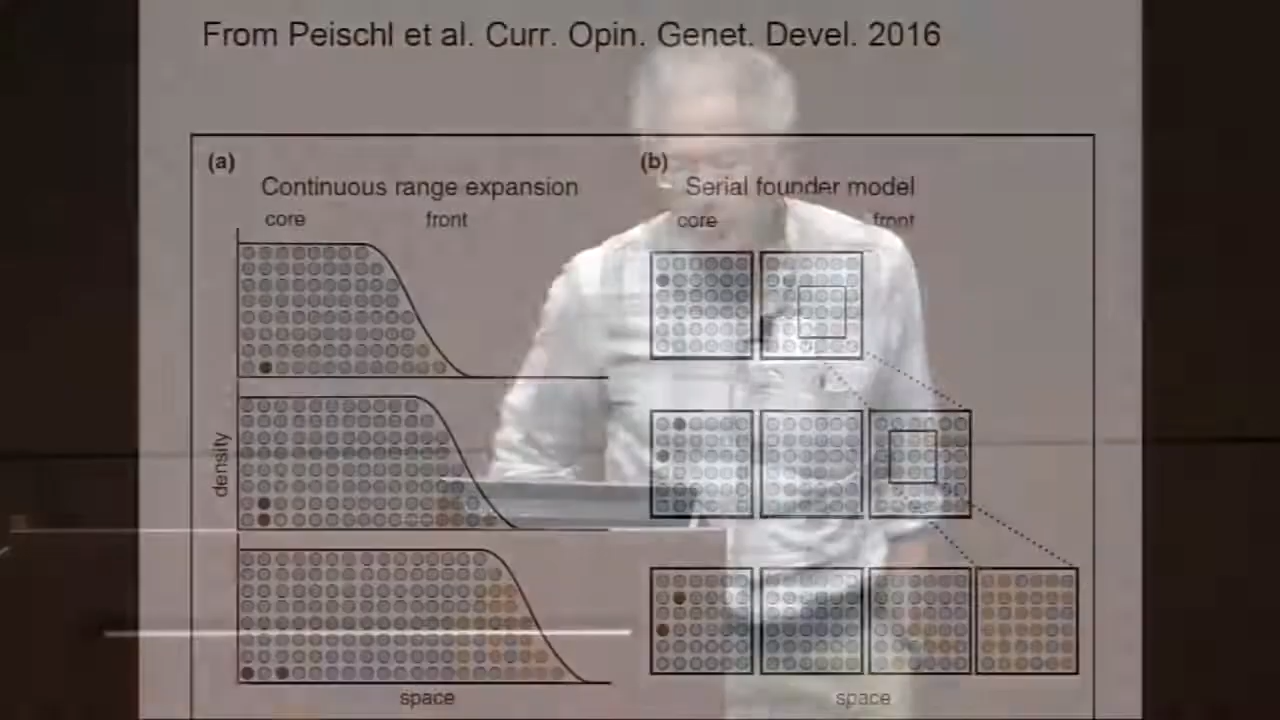 From Peischl et al. Curr. Opin. Genet. Devel. 2016
(a)
Continuous range expansion
core front
density
space
(b)
Serial founder model
core front
space